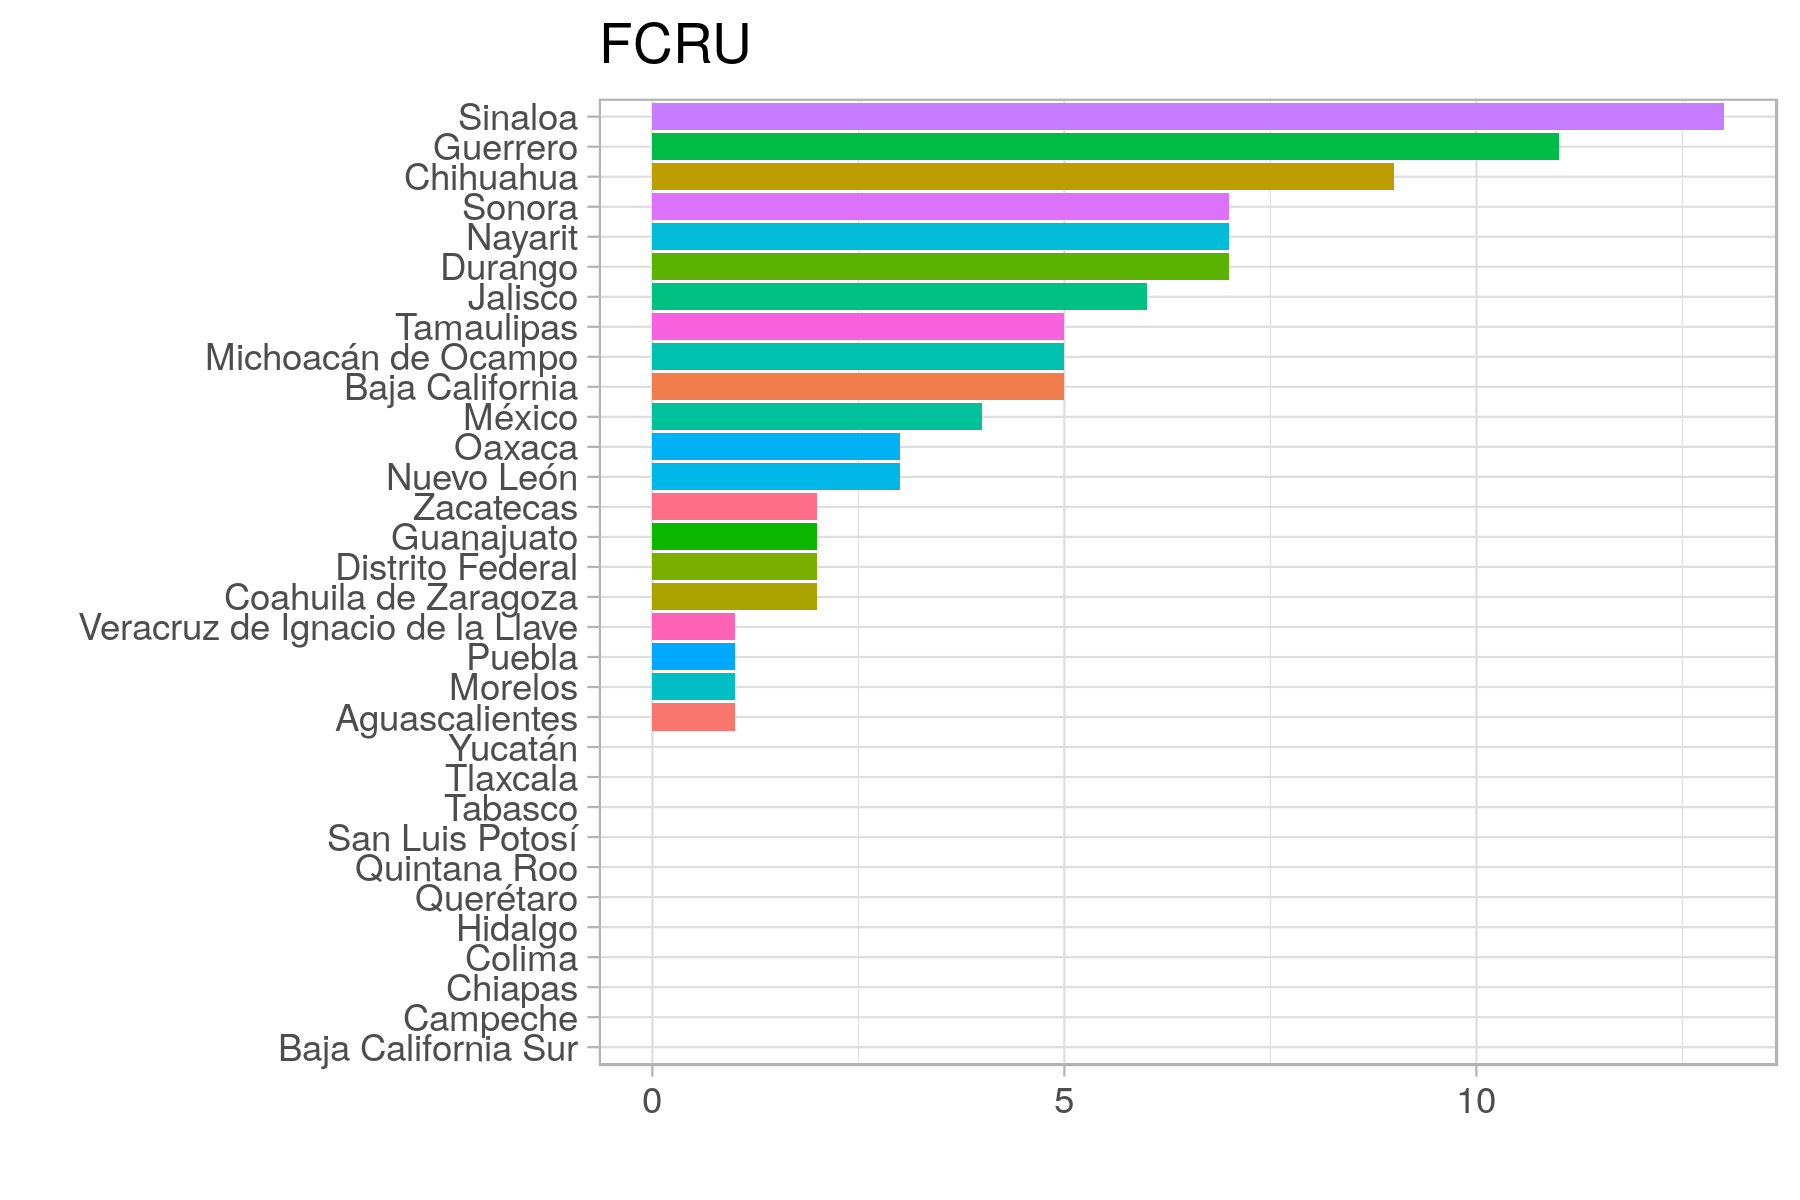 FCRU
Sinaloa
Guerrero
Chihuahua
Sonora
Nayarit
Durango
Jalisco
Tamaulipas
Michoacán de Ocampo
Baja California
México
Oaxaca
Nuevo León
Zacatecas
Guanajuato
Distrito Federal
Coahuila de Zaragoza
Veracruz de Ignacio de la Llave
Puebla
Morelos
Aguascalientes
Yucatán
Tlaxcala
Tabasco
San Luis Potosí
Quintana Roo
Querétaro
Hidalgo
Colima
Chiapas
Campeche
Baja California Sur
0 5 10